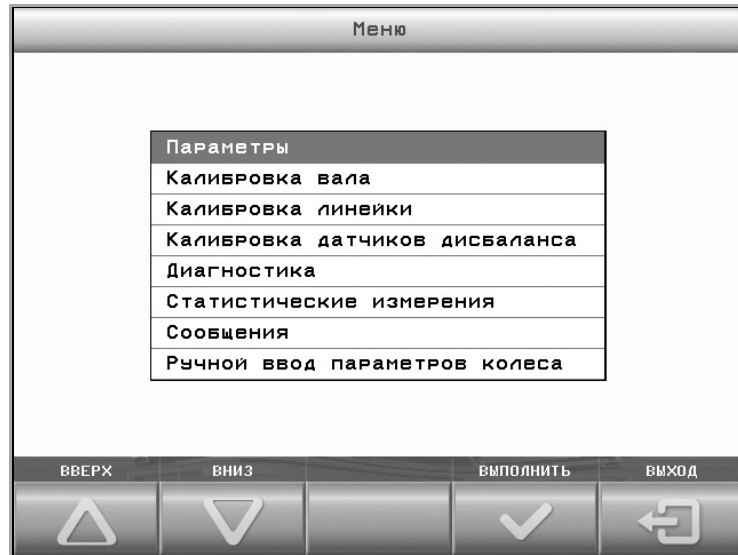 Меню
Параметры
Калибровка вала
Калибровка линейки
Калибровка датчиков дисбаланса
Диагностика
Статистические измерения
Сообщения
Ручной ввод параметров колеса
ВВЕРХ ВНИЗ ВЫПОЛНИТЬ ВЫХОД